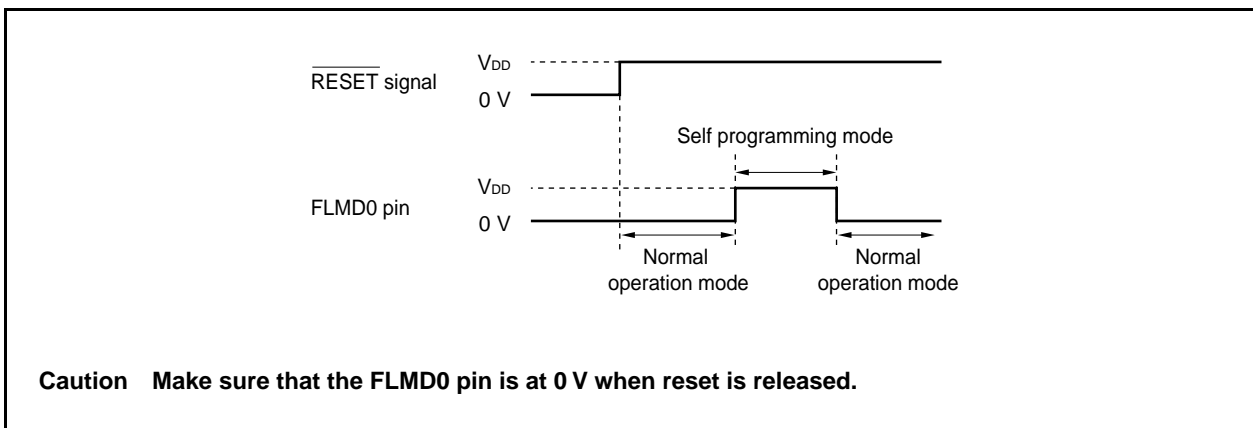 VDD
RESET signal
0 V
Self programming mode
VDD
FLMD0 pin
0 V
Normal operation mode
Normal operation mode
Caution Make sure that the FLMD0 pin is at 0 V when reset is released.